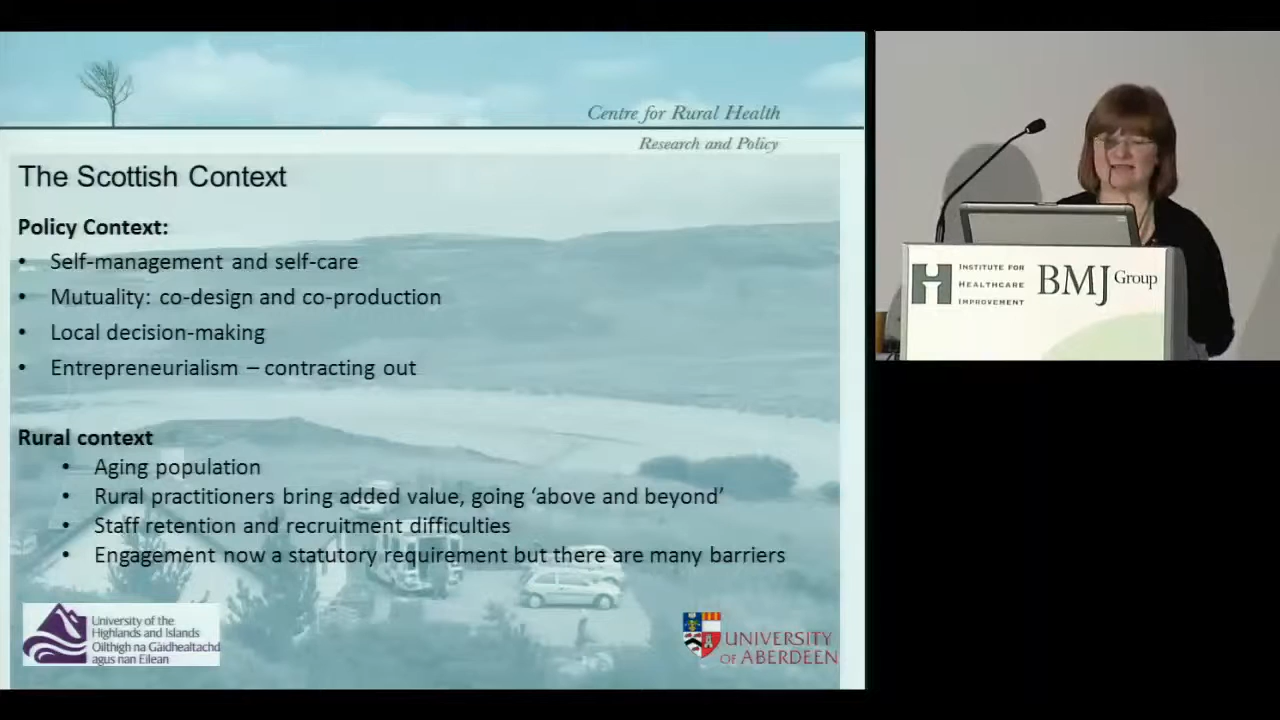 Centre for Rural Health
Research and Policy
The Scottish Context
Policy Context:
• Self-management and self-care
• Mutuality: co-design and co-production
• Local decision-making
• Entrepreneurialism – contracting out
Rural context
• Aging population
• Rural practitioners bring added value, going ‘above and beyond’
• Staff retention and recruitment difficulties
• Engagement now a statutory requirement but there are many barriers
University of the
Highlands and Islands
Oilthigh na Gàidhealtachd
agus nan Eilean
UNIVERSITY
OF ABERDEEN
INSTITUTE FOR
HEALTHCARE
IMPROVEMENT
BMJ Group